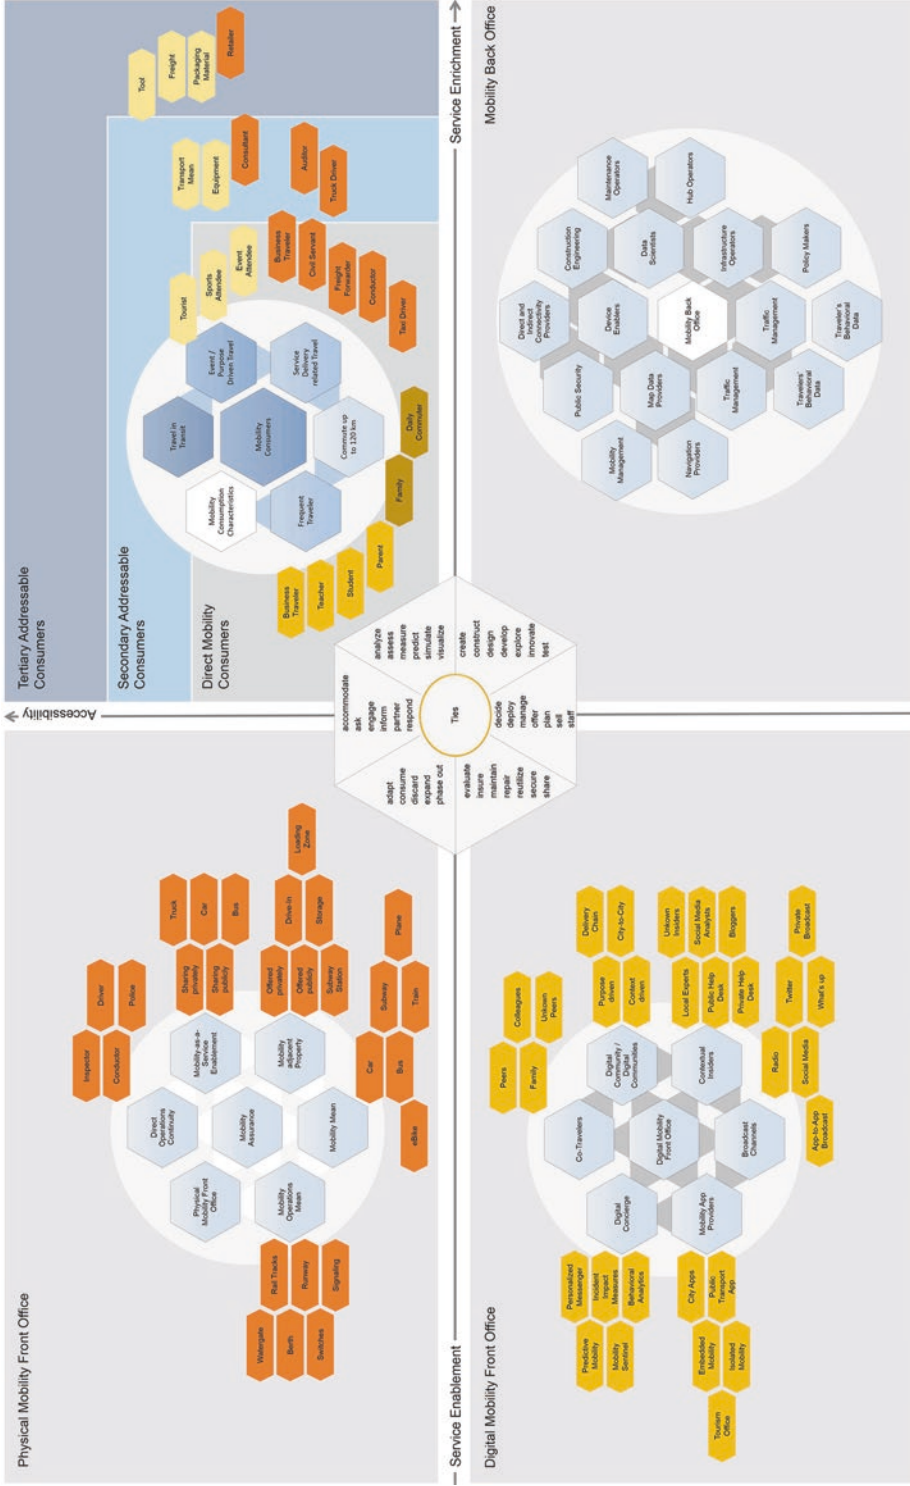 Physical Mobility Front Office
Physical
Mobility Front
Office
Direct
Operations
Continuity
Mobility-as-a-
Service
Enablement
Mobility
Assurance
Mobility
Operations
Mean
Mobility
adjacent
Property
Mobility Mean
Inspector
Conductor
Driver
Police
Sharing
privately
Sharing
publicly
Truck
Car
Bus
Offered
privately
Offered
publicly
Subway
Station
Drive-In
Storage
Loading
Zone
Car
Bus
eBike
Subway
Train
Plane
Rail Tracks
Runway
Signaling
Watergate
Berth
Switches
Accessibility
Tertiary Addressable
Consumers
Secondary Addressable
Consumers
Direct Mobility
Consumers
Mobility
Consumption
Characteristics
Travel in
Transit
Event /
Purpose
Driven Travel
Mobility
Consumers
Frequent
Traveler
Service
Delivery
related Travel
Commute up
to 120 km
Tourist
Sports
Attendee
Event
Attendee
Transport
Mean
Equipment
Tool
Freight
Packaging
Material
Retailer
Consultant
Auditor
Truck Driver
Business
Traveler
Civil Servant
Freight
Forwarder
Conductor
Taxi Driver
Business
Traveler
Teacher
Student
Parent
Family
Daily
Commuter
Service Enablement
Service Enrichment
Ties
accommodate
ask
engage
inform
partner
respond
analyze
assess
measure
predict
simulate
visualize
create
construct
design
develop
explore
innovate
test
decide
deploy
manage
offer
plan
sell
staff
evaluate
insure
maintain
repair
reutilize
secure
share
adapt
consume
discard
expand
phase out
Digital Mobility Front Office
Digital
Concierge
Co-Travelers
Digital
Community /
Digital
Communities
Digital Mobility
Front Office
Mobility App
Providers
Contextual
Insiders
Broadcast
Channels
Peers
Family
Colleagues
Unkown
Peers
Purpose
driven
Context
driven
Delivery
Chain
City-to-City
Local Experts
Public Help
Desk
Private Help
Desk
Unkown
Insiders
Social Media
Analysts
Bloggers
Radio
Social Media
App-to-App
Broadcast
Twitter
What's up
Private
Broadcast
Personalized
Messenger
Incident
Impact
Measures
Behavioral
Analytics
Predictive
Mobility
Mobility
Sentinel
City Apps
Public
Transport
App
Embedded
Mobility
Isolated
Mobility
Tourism
Office
Mobility Back Office
Direct and
Indirect
Connectivity
Providers
Public Security
Construction
Engineering
Mobility
Management
Device
Enablers
Maintenance
Operators
Map Data
Providers
Data
Scientists
Navigation
Providers
Mobility Back
Office
Hub Operators
Traffic
Management
Infrastructure
Operators
Travelers'
Behavioral
Data
Traffic
Management
Policy Makers
Traveler's
Behavioral
Data